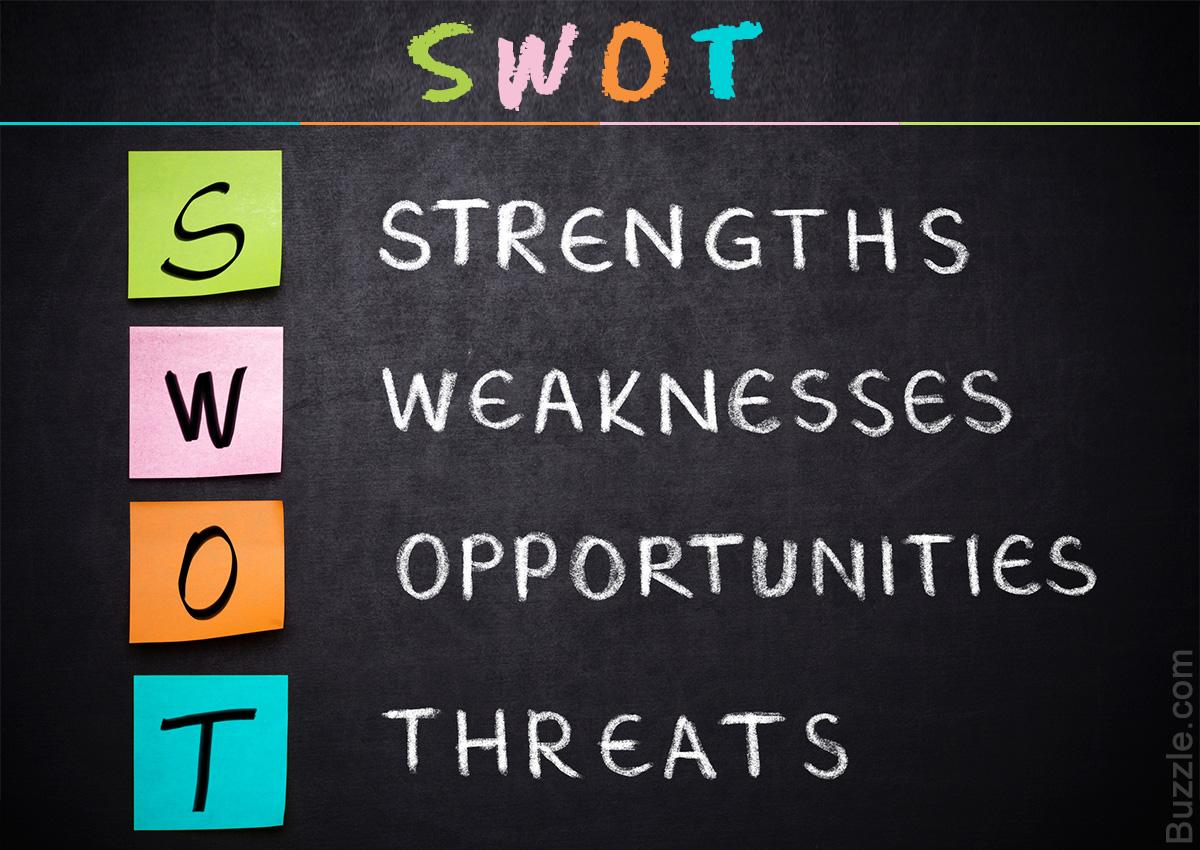 SWOT
S STRENGTHS
W WEAKNESSES
O OPPORTUNITIES
T THREATS
Buzzle.com